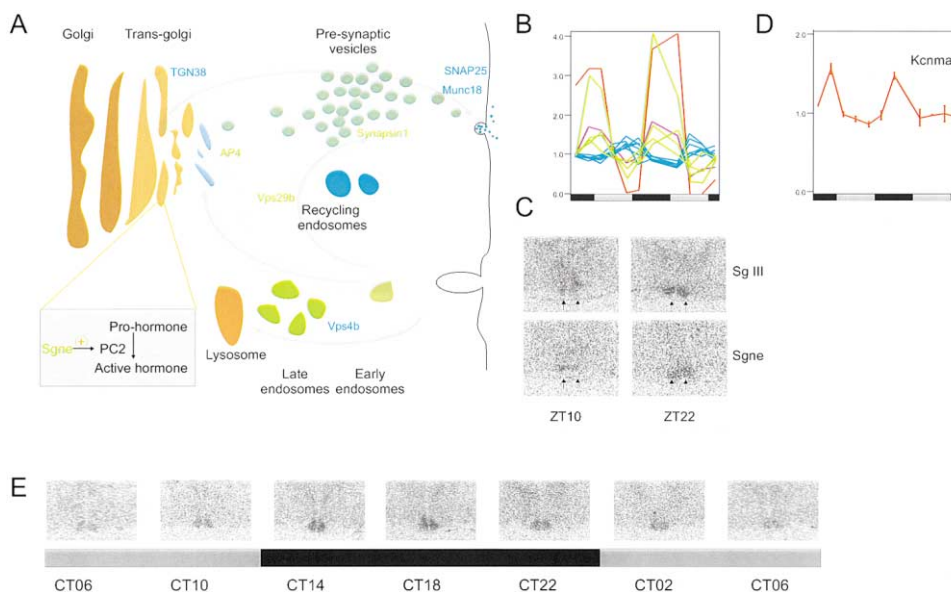 A
Golgi
Trans-golgi
TGN38
Pre-synaptic
vesicles
SNAP25
Munc18
Synapsin1
AP4
Vps29b
Recycling
endosomes
Pro-hormone
Sgne
+
PC2
Active hormone
Lysosome
Vps4b
Late
endosomes
Early
endosomes
B
4.0
3.0
2.0
1.0
0
C
Sg III
Sgne
ZT10
ZT22
D
2.0
Kcnma
1.0
0.0
E
CT06
CT10
CT14
CT18
CT22
CT02
CT06